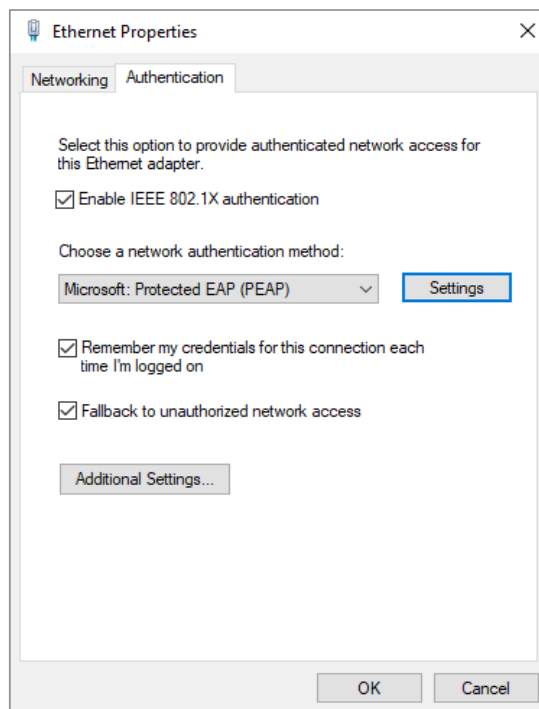 Ethernet Properties
Networking
Authentication
Select this option to provide authenticated network access for
this Ethernet adapter.
Enable IEEE 802.1X authentication
Choose a network authentication method:
Microsoft: Protected EAP (PEAP)
Settings
Remember my credentials for this connection each
time I'm logged on
Fallback to unauthorized network access
Additional Settings...
OK
Cancel